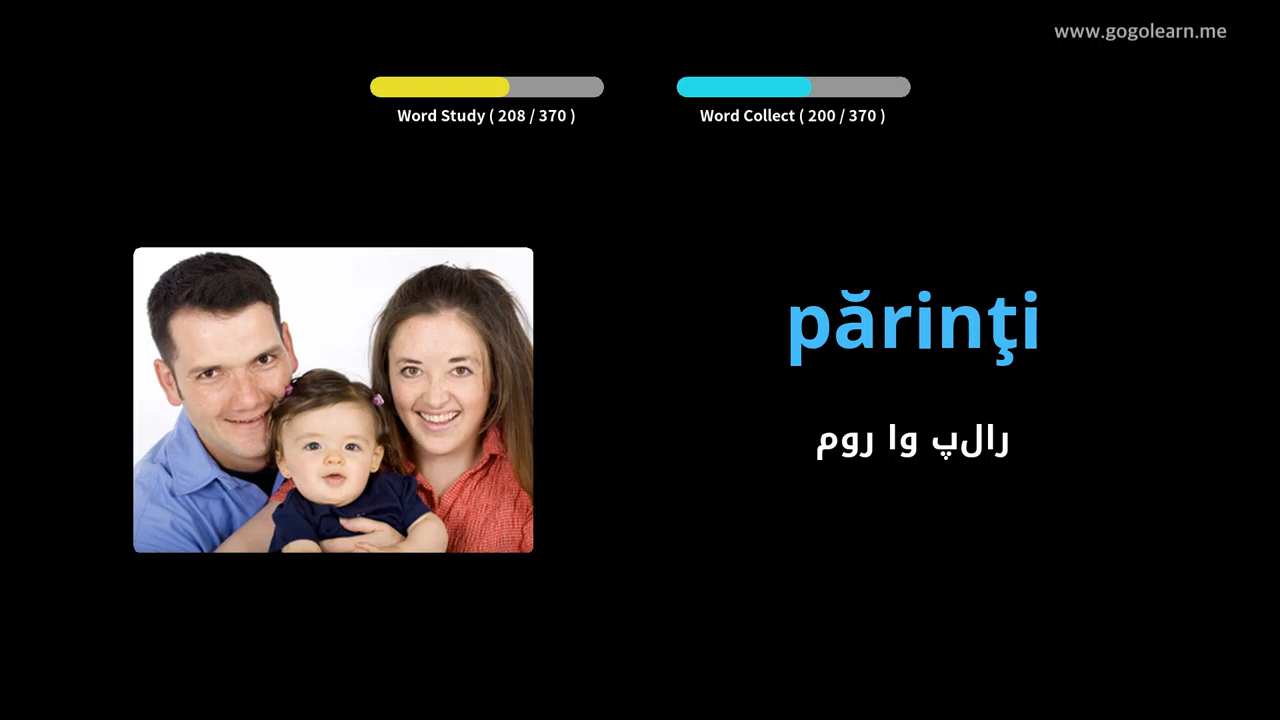 www.gogolearn.me
Word Study ( 208 / 370 )
Word Collect ( 200 / 370 )
părinţi
رالپ وا روم